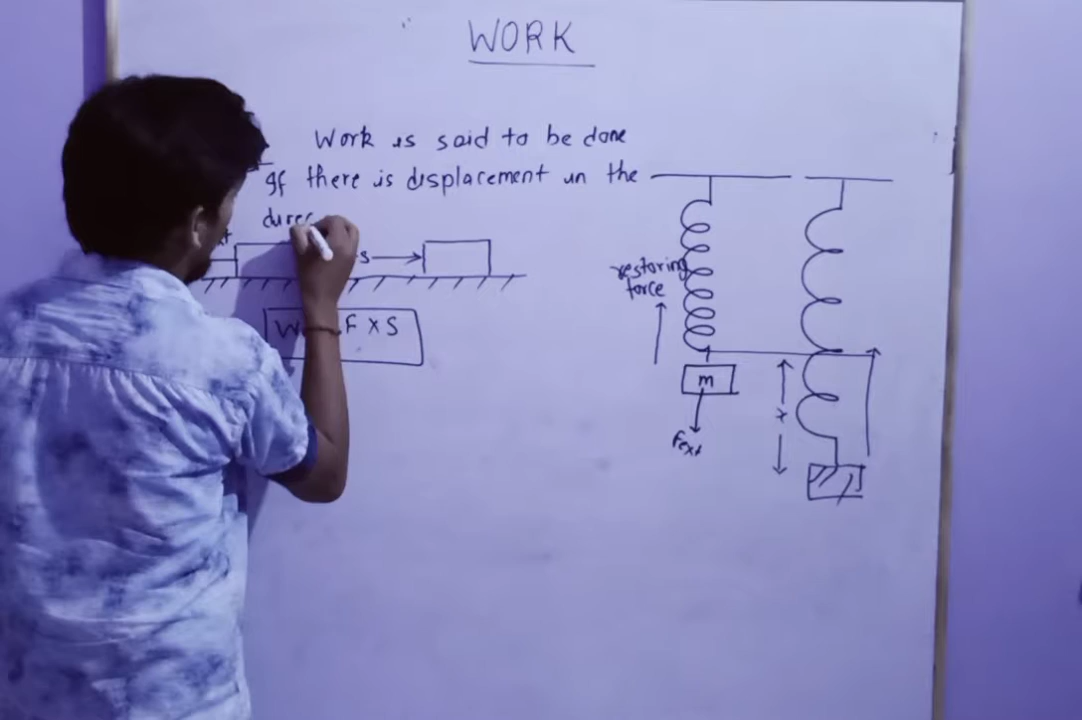 WORK
Work is said to be done
If there is displacement in the
direc
s
W F X S
restoring
force
m
Fext
x